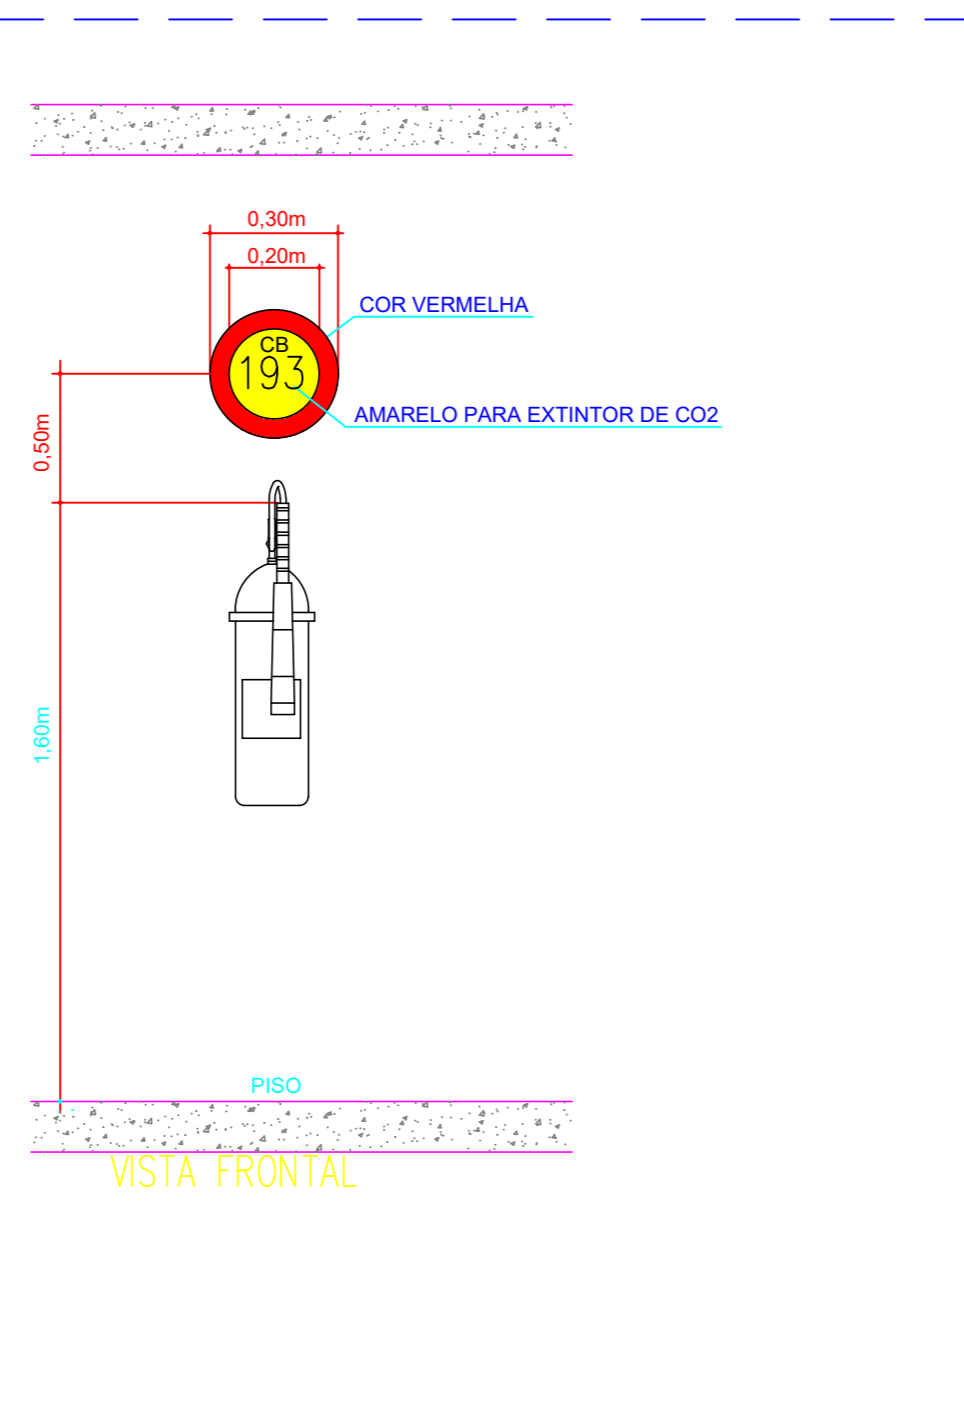 0,30m
0,20m
COR VERMELHA
CB
193
AMARELO PARA EXTINTOR DE CO2
0,50m
1,60m
PISO
VISTA FRONTAL